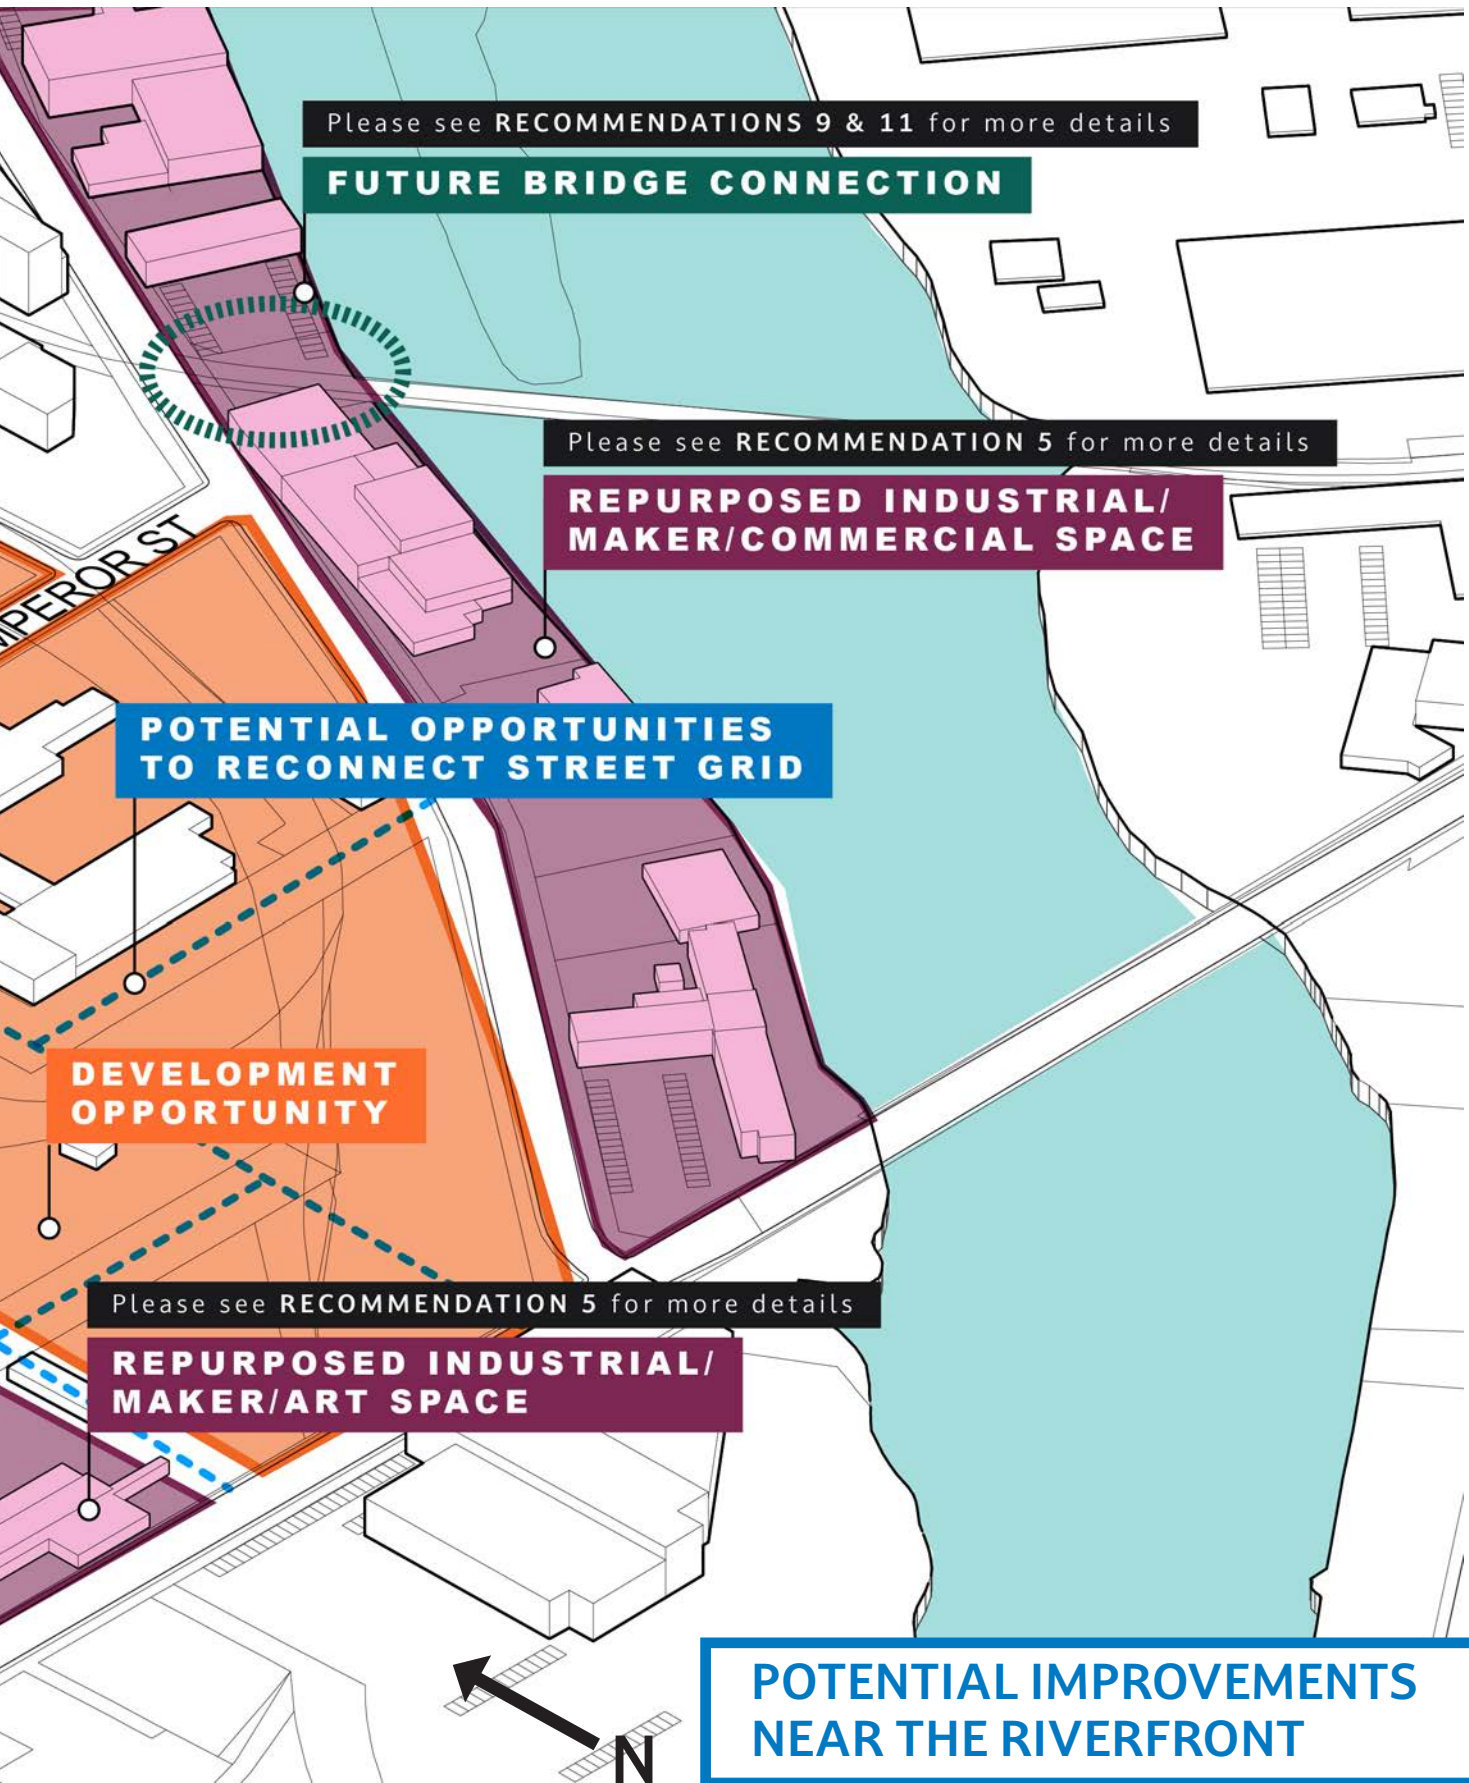 Please see RECOMMENDATIONS 9 & 11 for more details
FUTURE BRIDGE CONNECTION
Please see RECOMMENDATION 5 for more details
REPURPOSED INDUSTRIAL/
MAKER/COMMERCIAL SPACE
MPEROR ST
POTENTIAL OPPORTUNITIES
TO RECONNECT STREET GRID
DEVELOPMENT
OPPORTUNITY
Please see RECOMMENDATION 5 for more details
REPURPOSED INDUSTRIAL/
MAKER/ART SPACE
N
POTENTIAL IMPROVEMENTS
NEAR THE RIVERFRONT